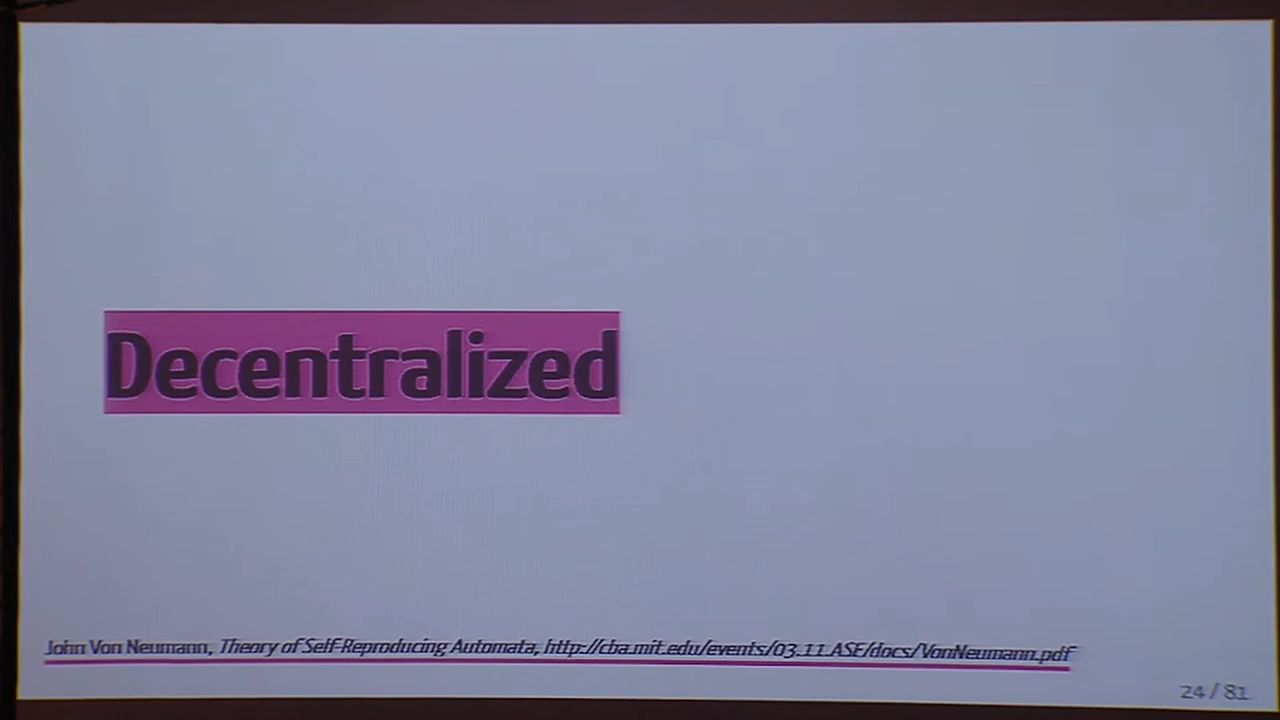 Decentralized
John Von Neumann, Theory of Self-Reproducing Automata, http://cba.mit.edu/events/03.11.ASE/docs/VonNeumann.pdf
24 / 81